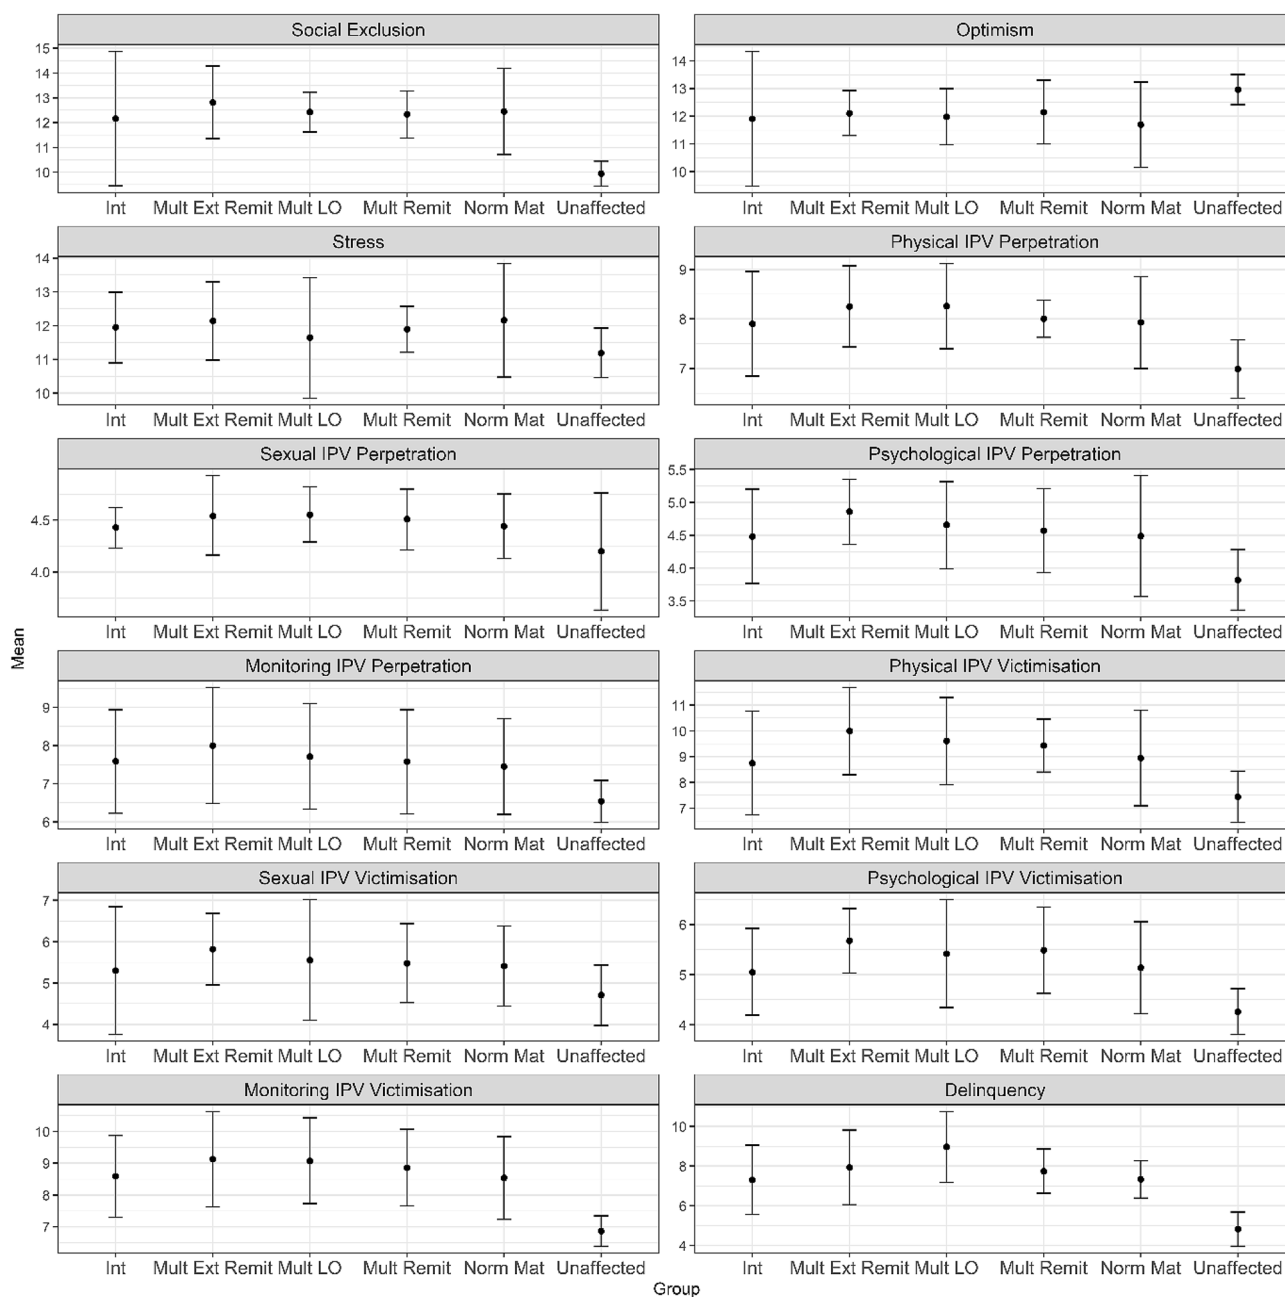 Social Exclusion
15
14
13
12
11
10
Int Mult Ext Remit Mult LO Mult Remit Norm Mat Unaffected
Optimism
14
13
12
11
10
Int Mult Ext Remit Mult LO Mult Remit Norm Mat Unaffected
Stress
14
13
12
11
10
Int Mult Ext Remit Mult LO Mult Remit Norm Mat Unaffected
Physical IPV Perpetration
9
8
7
Int Mult Ext Remit Mult LO Mult Remit Norm Mat Unaffected
Sexual IPV Perpetration
4.5
4.0
Int Mult Ext Remit Mult LO Mult Remit Norm Mat Unaffected
Psychological IPV Perpetration
5.5
5.0
4.5
4.0
3.5
Int Mult Ext Remit Mult LO Mult Remit Norm Mat Unaffected
Mean
Monitoring IPV Perpetration
9
8
7
6
Int Mult Ext Remit Mult LO Mult Remit Norm Mat Unaffected
Physical IPV Victimisation
11
10
9
8
7
Int Mult Ext Remit Mult LO Mult Remit Norm Mat Unaffected
Sexual IPV Victimisation
7
6
5
4
Int Mult Ext Remit Mult LO Mult Remit Norm Mat Unaffected
Psychological IPV Victimisation
6
5
4
Int Mult Ext Remit Mult LO Mult Remit Norm Mat Unaffected
Monitoring IPV Victimisation
10
9
8
7
Int Mult Ext Remit Mult LO Mult Remit Norm Mat Unaffected
Delinquency
10
8
6
4
Int Mult Ext Remit Mult LO Mult Remit Norm Mat Unaffected
Group